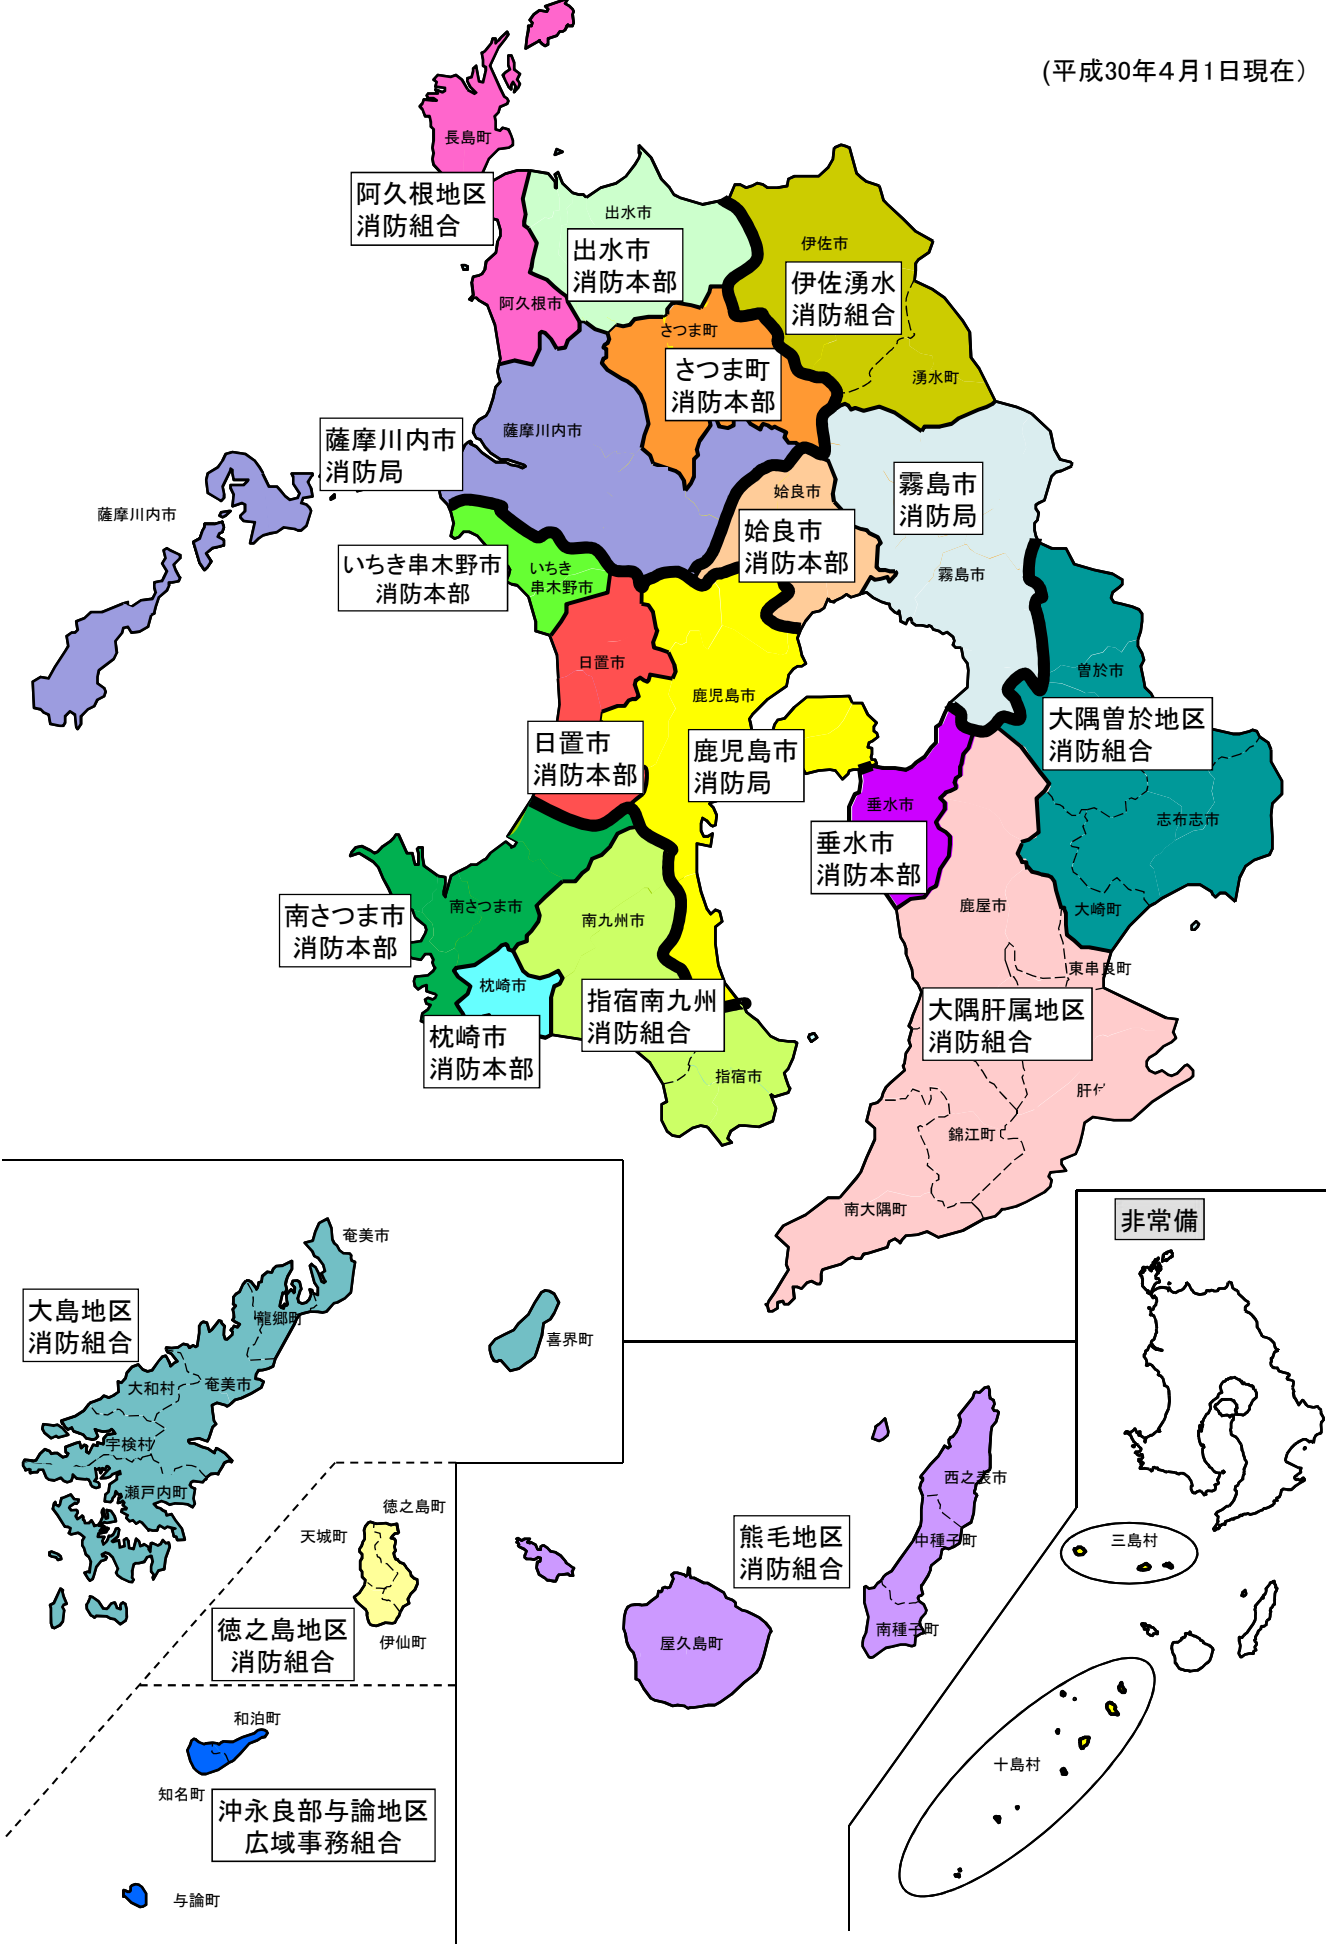 (平成30年４月1日現在）
長島町
阿久根地区
消防組合
出水市
出水市
消防本部
阿久根市
伊佐市
伊佐湧水
消防組合
湧水町
さつま町
さつま町
消防本部
薩摩川内市
薩摩川内市
消防局
薩摩川内市
姶良市
姶良市
消防本部
霧島市
消防局
霧島市
いちき串木野市
消防本部
いちき
串木野市
日置市
日置市
消防本部
鹿児島市
鹿児島市
消防局
曽於市
大隅曽於地区
消防組合
志布志市
大崎町
垂水市
垂水市
消防本部
南さつま市
消防本部
南さつま市
南九州市
枕崎市
枕崎市
消防本部
指宿南九州
消防組合
指宿市
鹿屋市
東串良町
大隅肝属地区
消防組合
肝付
錦江町
南大隅町
奄美市
大島地区
消防組合
龍郷町
大和村
奄美市
宇検村
瀬戸内町
喜界町
徳之島町
天城町
徳之島地区
消防組合
伊仙町
和泊町
知名町
沖永良部与論地区
広域事務組合
与論町
熊毛地区
消防組合
西之表市
中種子町
南種子町
屋久島町
非常備
三島村
十島村